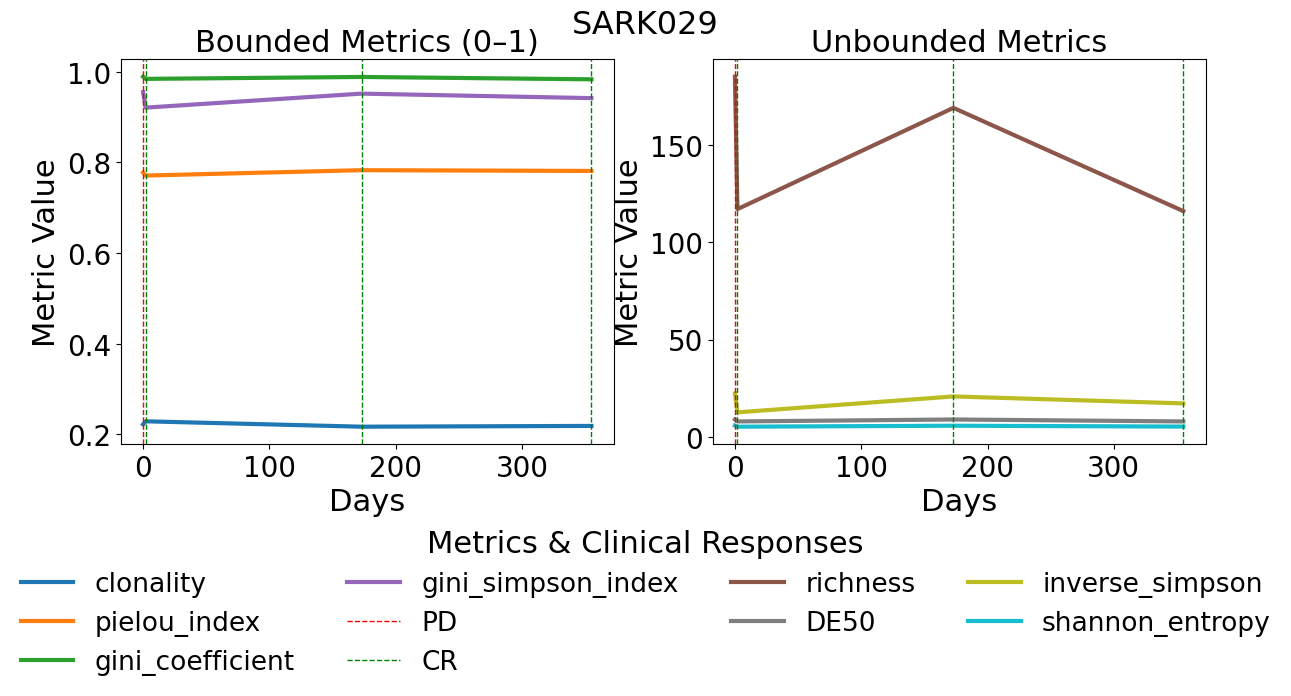 SARK029
Bounded Metrics (0–1)
Unbounded Metrics
Metric Value
1.0
0.8
0.6
0.4
0.2
0
100
200
300
Days
Metric Value
150
100
50
0
0
100
200
300
Days
Metrics & Clinical Responses
clonality
pielou_index
gini_coefficient
gini_simpson_index
PD
CR
richness
DE50
inverse_simpson
shannon_entropy